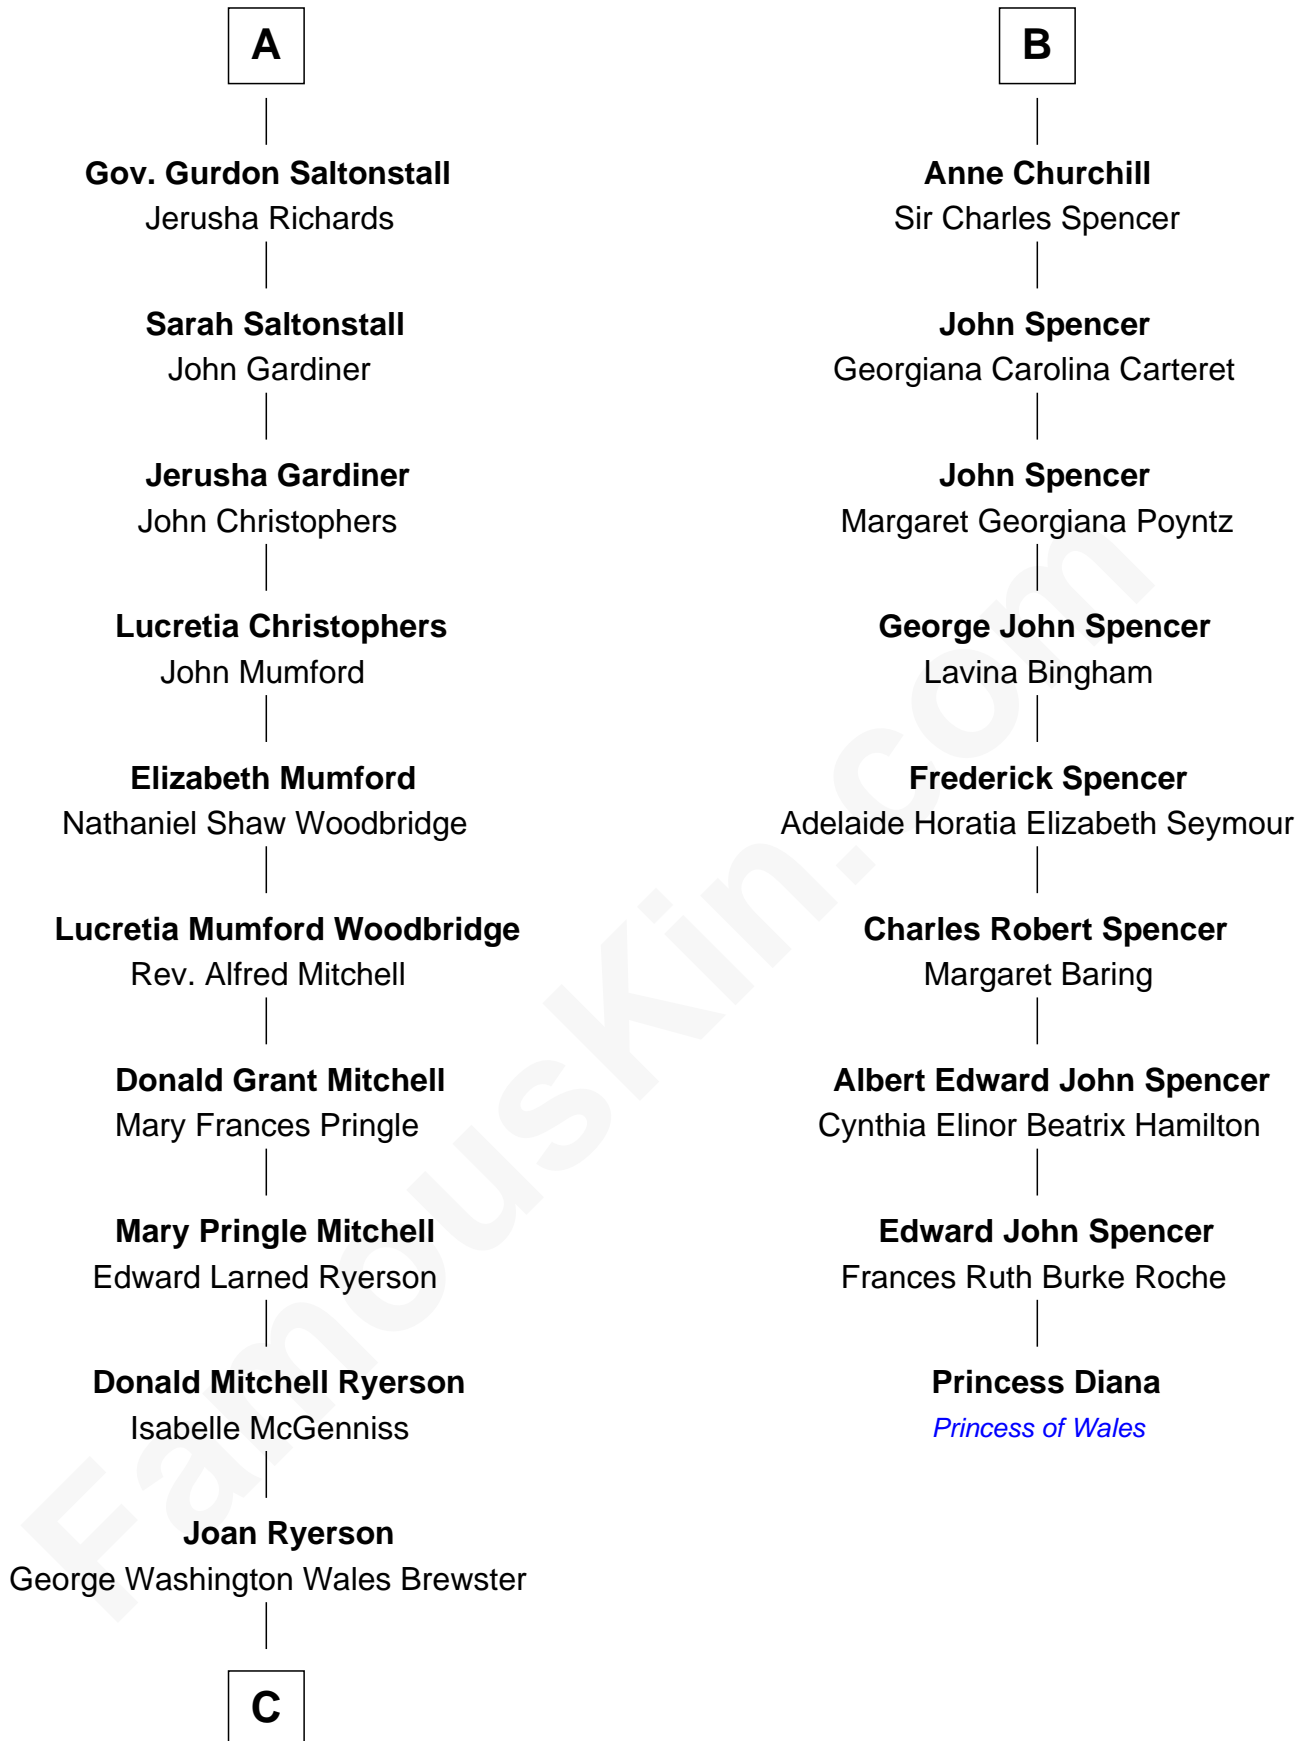 A
Gov. Gurdon Saltonstall
Jerusha Richards
Sarah Saltonstall
John Gardiner
Jerusha Gardiner
John Christophers
Lucretia Christophers
John Mumford
Elizabeth Mumford
Nathaniel Shaw Woodbridge
Lucretia Mumford Woodbridge
Rev. Alfred Mitchell
Donald Grant Mitchell
Mary Frances Pringle
Mary Pringle Mitchell
Edward Larned Ryerson
Donald Mitchell Ryerson
Isabelle McGenniss
Joan Ryerson
George Washington Wales Brewster
C
B
Anne Churchill
Sir Charles Spencer
John Spencer
Georgiana Carolina Carteret
John Spencer
Margaret Georgiana Poyntz
George John Spencer
Lavina Bingham
Frederick Spencer
Adelaide Horatia Elizabeth Seymour
Charles Robert Spencer
Margaret Baring
Albert Edward John Spencer
Cynthia Elinor Beatrix Hamilton
Edward John Spencer
Frances Ruth Burke Roche
Princess Diana
Princess of Wales
FamousKin.com